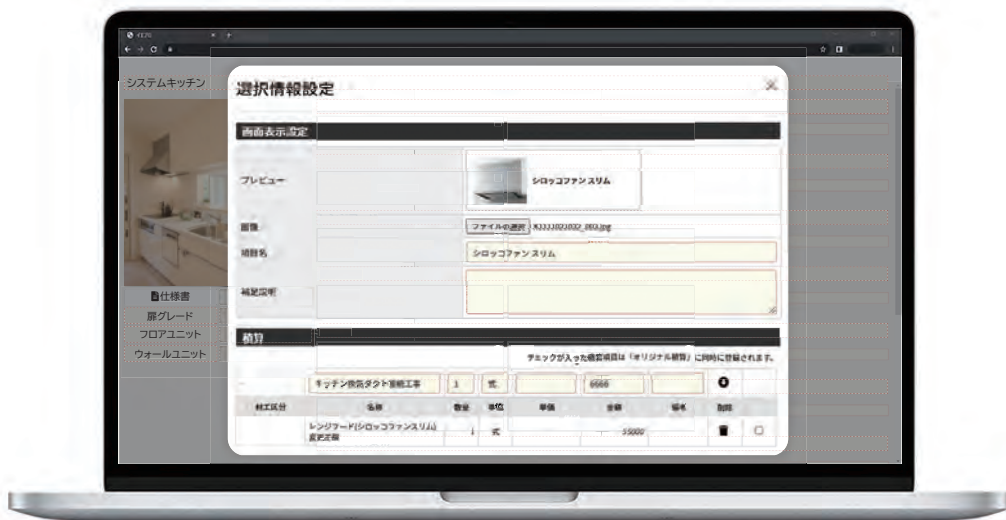 システムキッチン
選択情報設定
画面表示設定
プレビュー
シロッコファン スリム
画像
ファイルの選択
項目名
シロッコファン スリム
補足説明
仕様書
扉グレード
フロアユニット
ウォールユニット
積算
チェックが入った積算項目は「オリジナル積算」に同時に登録されます。
キッチン換気ダクト接続工事 1 式 6666
材工区分 名称 数量 単位 単価 金額 備考 削除
レンジフード(シロッコファンスリム) 1 式 55000
変更差額